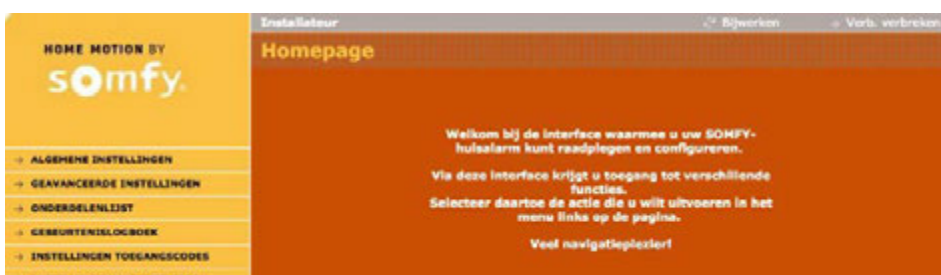 Installateur
Bijwerken
Verb. verbreken
HOME MOTION BY
somfy.
Homepage
Welkom bij de interface waarmee u uw SOMFY-
huisalarm kunt raadplegen en configureren.
Via deze interface krijgt u toegang tot verschillende
functies.
Selecteer daartoe de actie die u wilt uitvoeren in het
menu links op de pagina.
Veel navigatieplezier!
ALGEMENE INSTELLINGEN
GEAVANCEERDE INSTELLINGEN
ONDERDELENLIJST
GEBEURTENISLOGBOEK
INSTELLINGEN TOEGANGSCODES